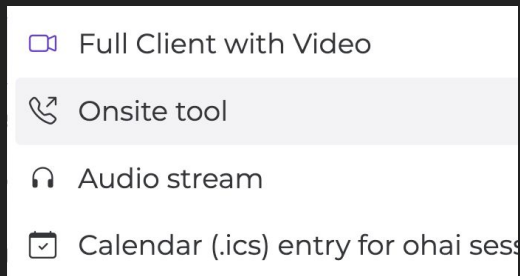 Full Client with Video
Onsite tool
Audio stream
Calendar (.ics) entry for ohai